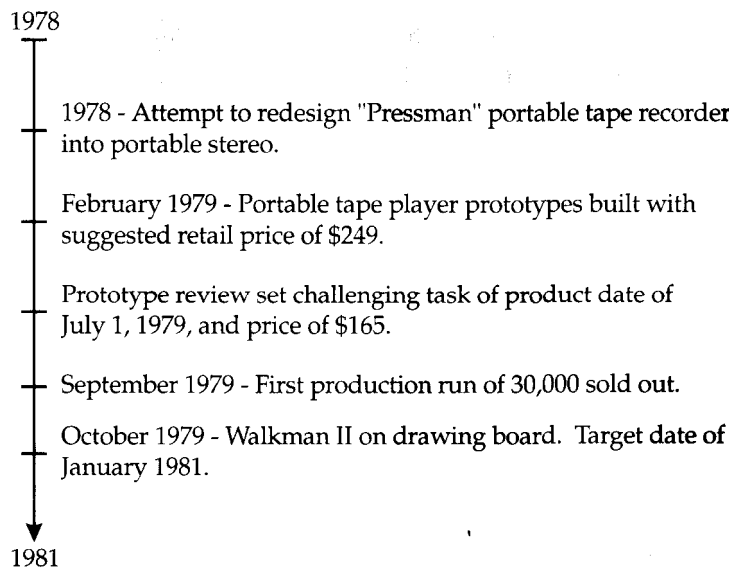 1978
1978 - Attempt to redesign "Pressman" portable tape recorder
into portable stereo.
February 1979 - Portable tape player prototypes built with
suggested retail price of $249.
Prototype review set challenging task of product date of
July 1, 1979, and price of $165.
September 1979 - First production run of 30,000 sold out.
October 1979 - Walkman II on drawing board.  Target date of
January 1981.
1981